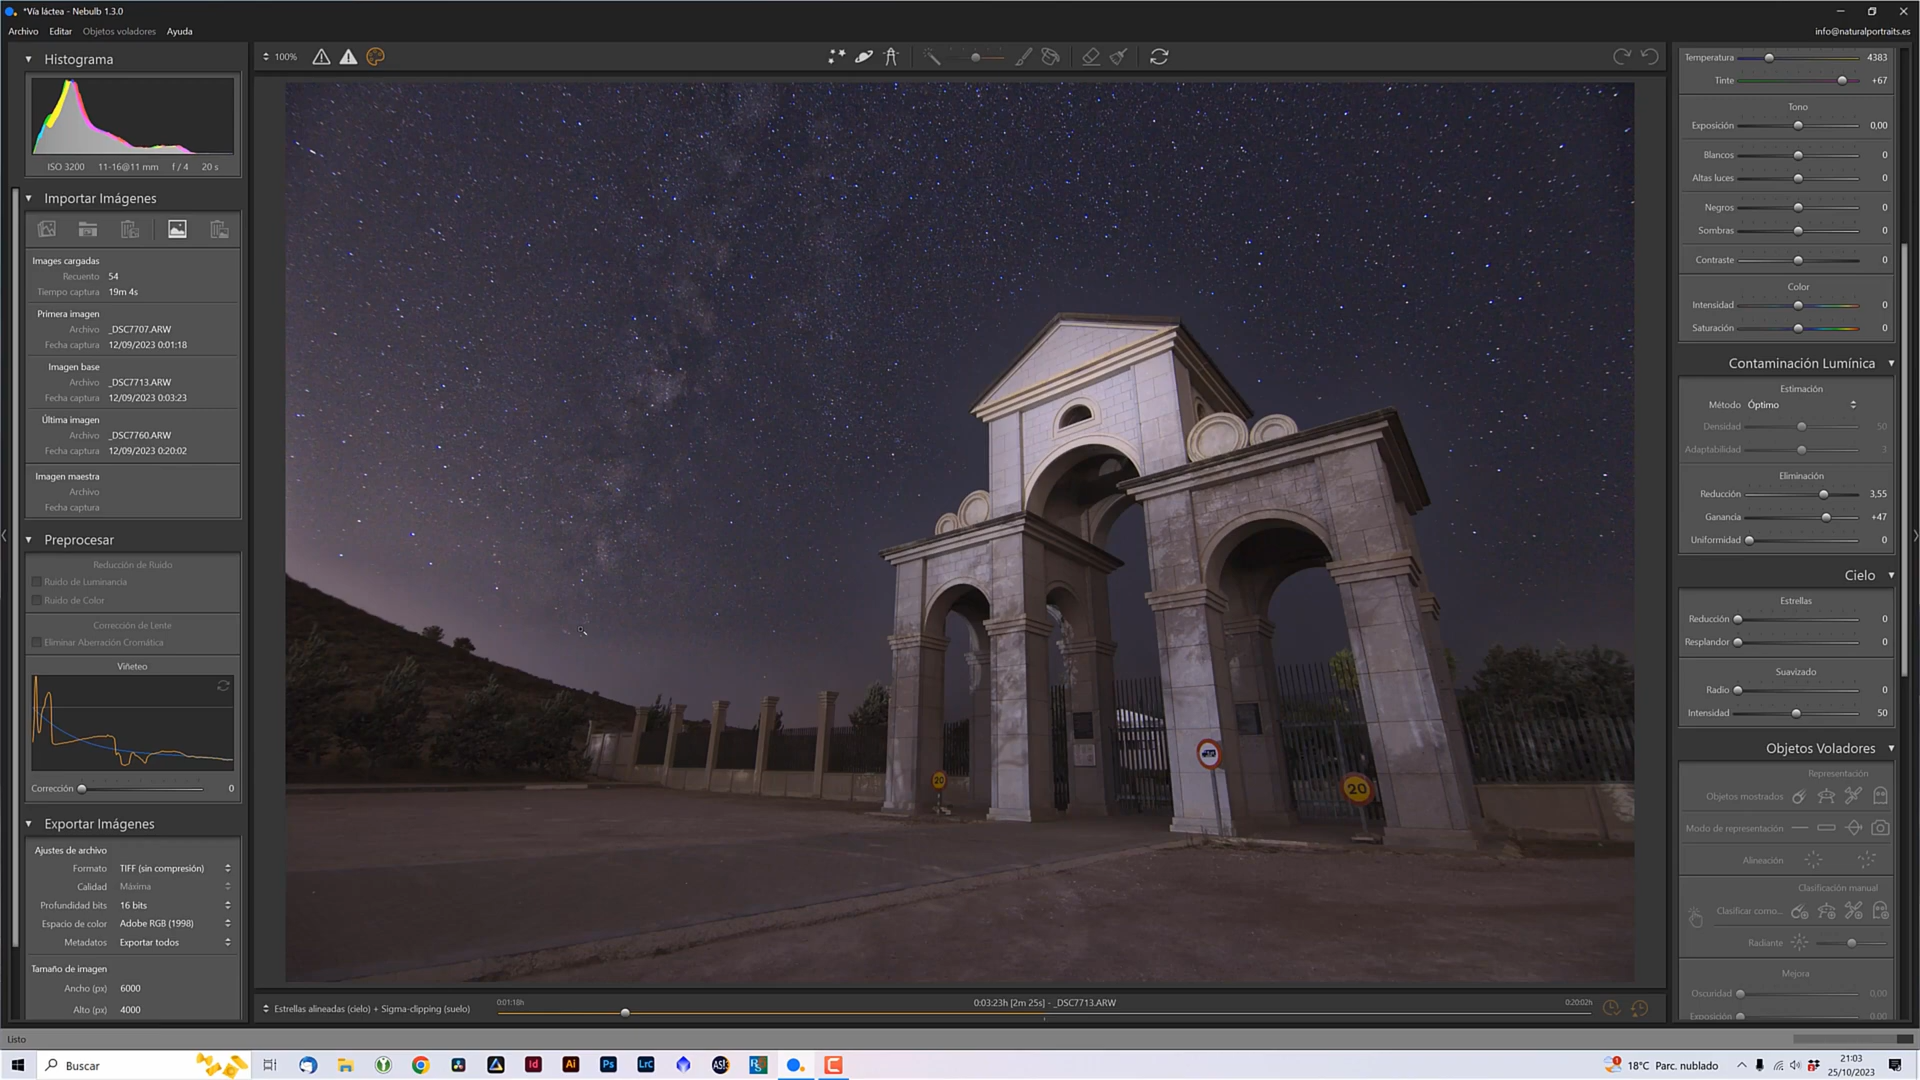 *Vía láctea - Nebulb 1.3.0
Archivo Editar Objetos voladores Ayuda
info@naturalportraits.es
Histograma
ISO 3200 11-16@11 mm f / 4 20 s
Importar Imágenes
Images cargadas
Recuento 54
Tiempo captura 19m 4s
Primera imagen
Archivo _DSC7707.ARW
Fecha captura 12/09/2023 0:01:18
Imagen base
Archivo _DSC7713.ARW
Fecha captura 12/09/2023 0:03:23
Última imagen
Archivo _DSC7760.ARW
Fecha captura 12/09/2023 0:20:02
Imagen maestra
Archivo
Fecha captura
Preprocesar
Reducción de Ruido
Ruido de Luminancia
Ruido de Color
Corrección de Lente
Eliminar Aberración Cromática
Viñeteo
Corrección 0
Exportar Imágenes
Ajustes de archivo
Formato TIFF (sin compresión)
Calidad Máxima
Profundidad bits 16 bits
Espacio de color Adobe RGB (1998)
Metadatos Exportar todos
Tamaño de imagen
Ancho (px) 6000
Alto (px) 4000
Listo
100%
20
20
Estrellas alineadas (cielo) + Sigma-clipping (suelo)
0:01:18h
0:03:23h [2m 25s] - _DSC7713.ARW
0:20:02h
Temperatura 4383
Tinte +67
Tono
Exposición 0,00
Blancos 0
Altas luces 0
Negros 0
Sombras 0
Contraste 0
Color
Intensidad 0
Saturación 0
Contaminación Lumínica
Estimación
Método Óptimo
Densidad 50
Adaptabilidad 3
Eliminación
Reducción 3,55
Ganancia +47
Uniformidad 0
Cielo
Estrellas
Reducción 0
Resplandor 0
Suavizado
Radio 0
Intensidad 50
Objetos Voladores
Representación
Objetos mostrados
Modo de representación
Alineación
Clasificación manual
Clasificar como...
Radiante
Mejora
Oscuridad 0,00
Exposición 0,00
Buscar
Id
Ai
Ps
LrC
AS!
18°C Parc. nublado
21:03
25/10/2023